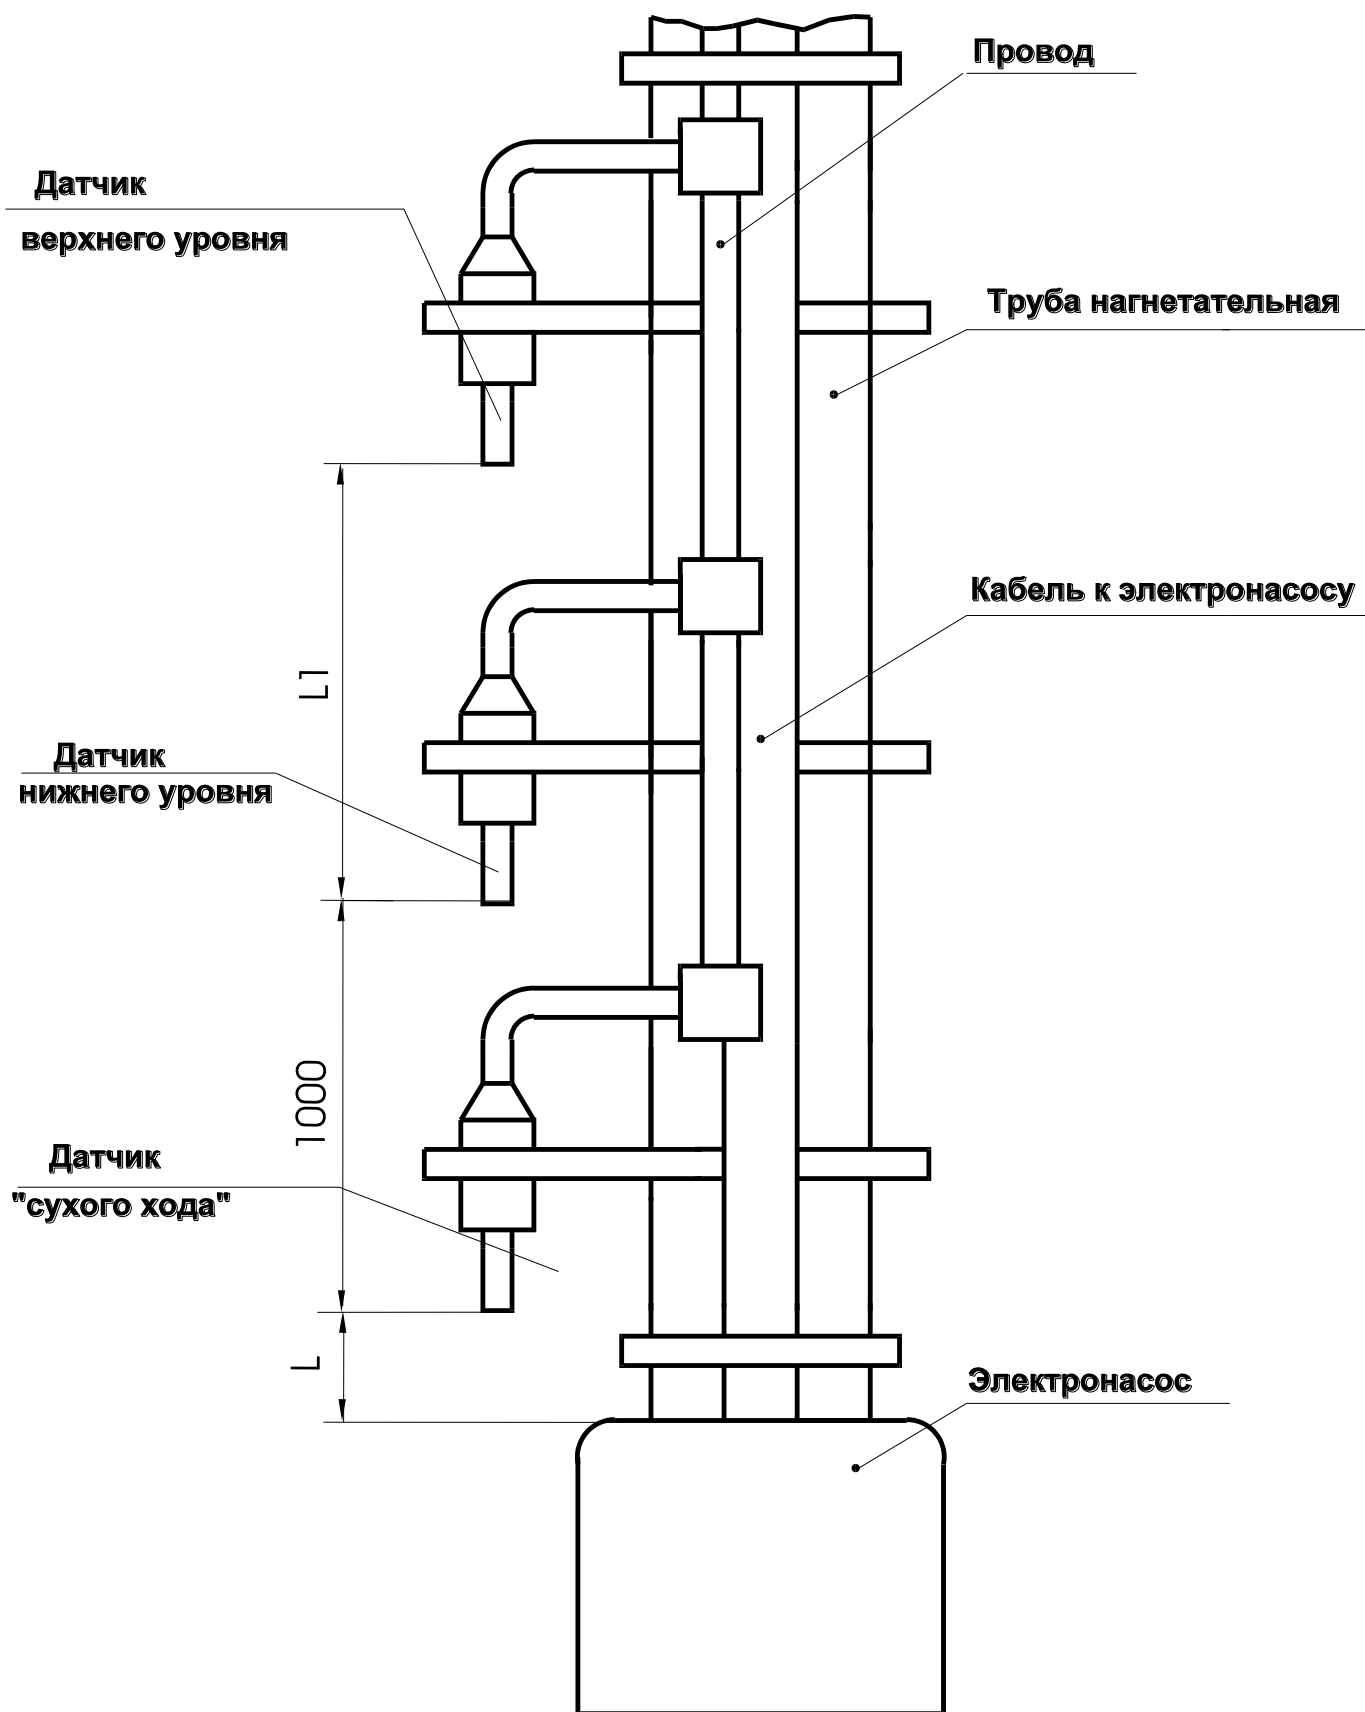 Провод
Датчик
верхнего уровня
Труба нагнетательная
Кабель к электронасосу
L1
Датчик
нижнего уровня
1000
Датчик
"сухого хода"
L
Электронасос